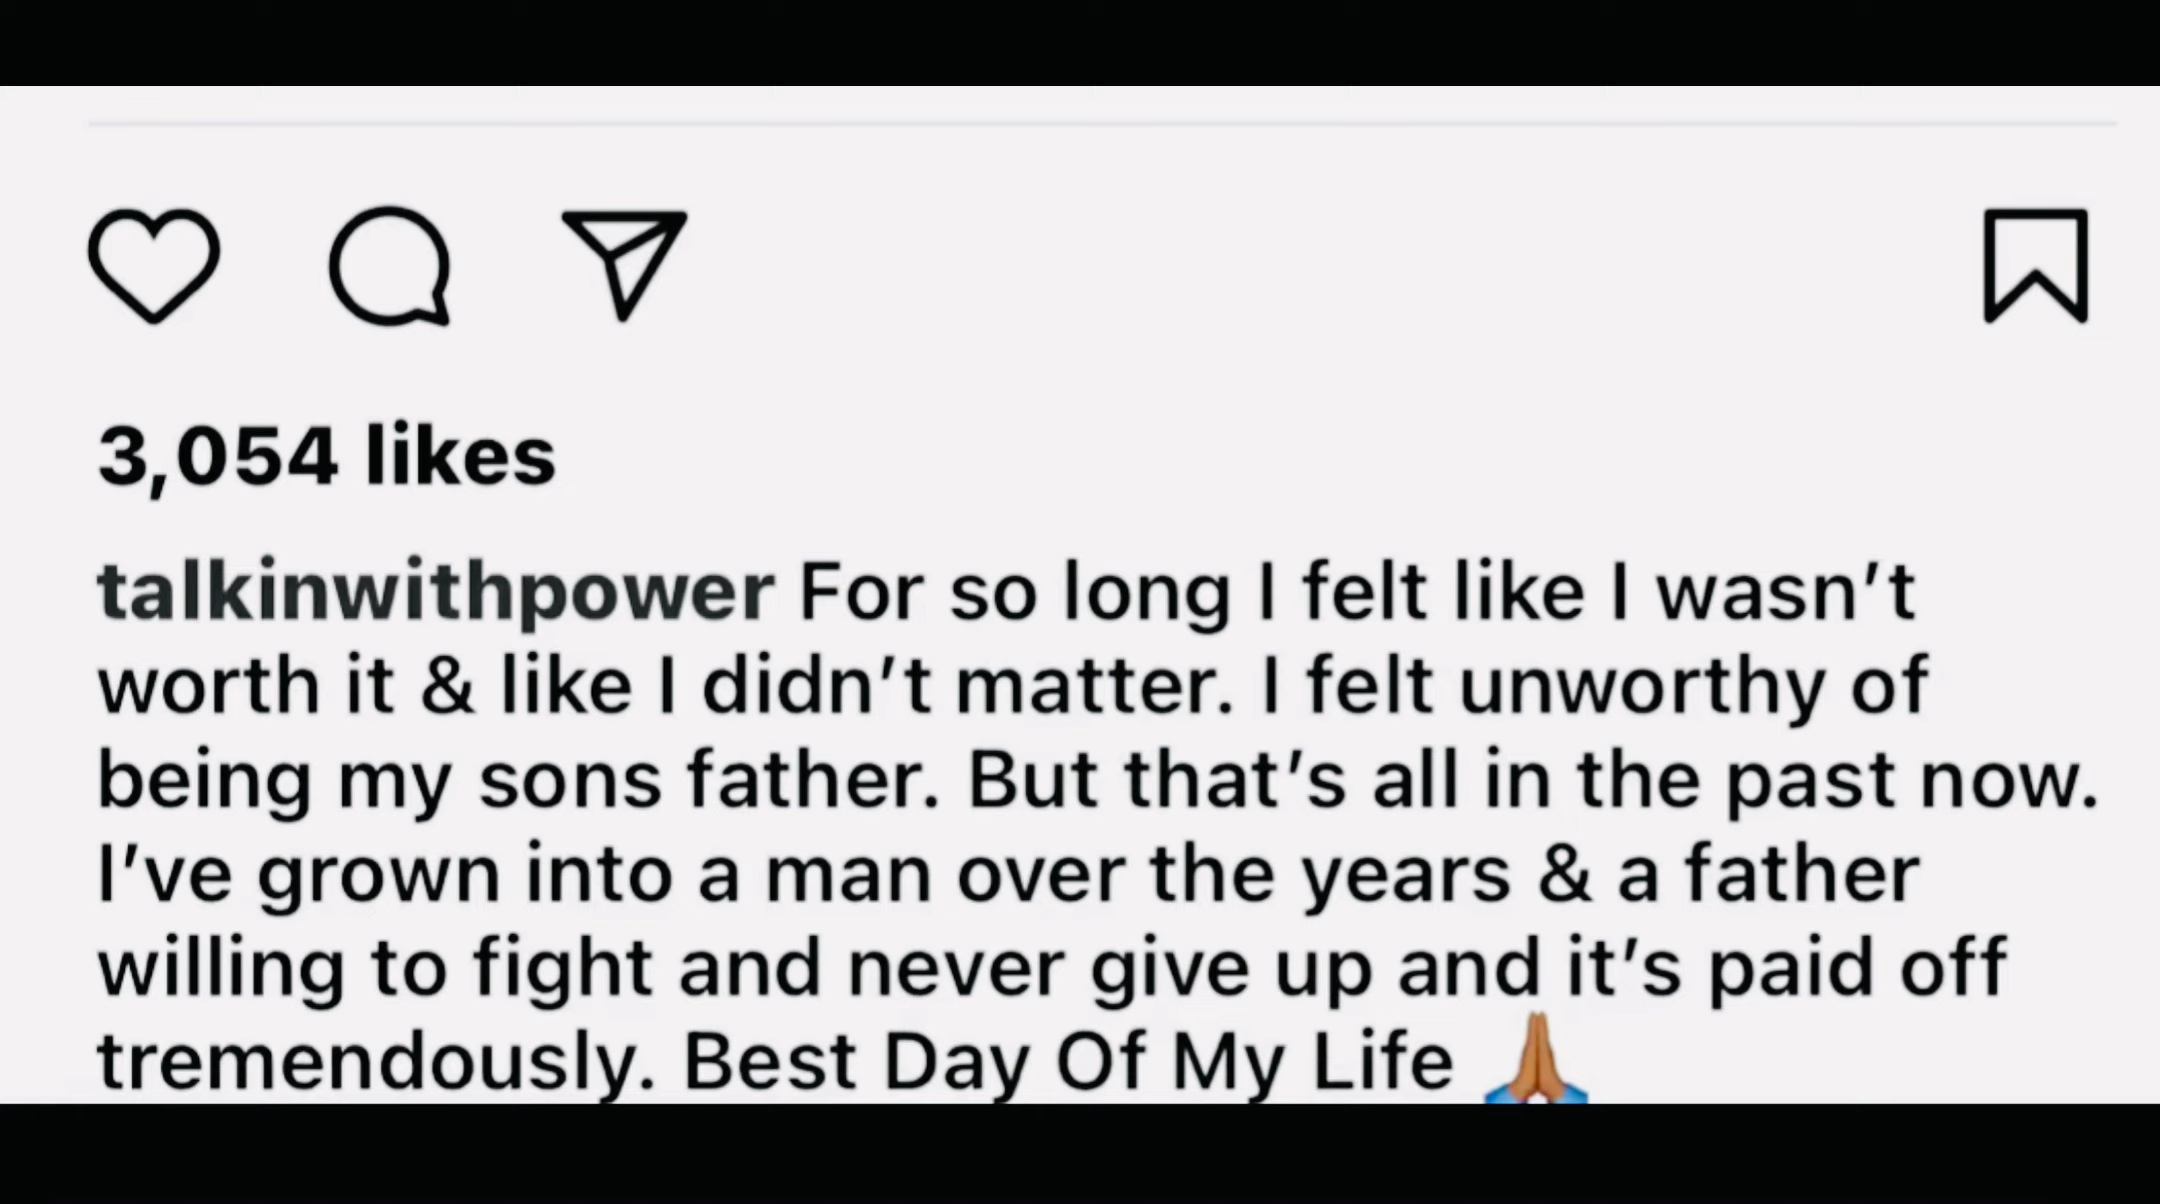 3,054 likes
talkinwithpower For so long I felt like I wasn’t
worth it & like I didn’t matter. I felt unworthy of
being my sons father. But that’s all in the past now.
I’ve grown into a man over the years & a father
willing to fight and never give up and it’s paid off
tremendously. Best Day Of My Life 🙏🏾